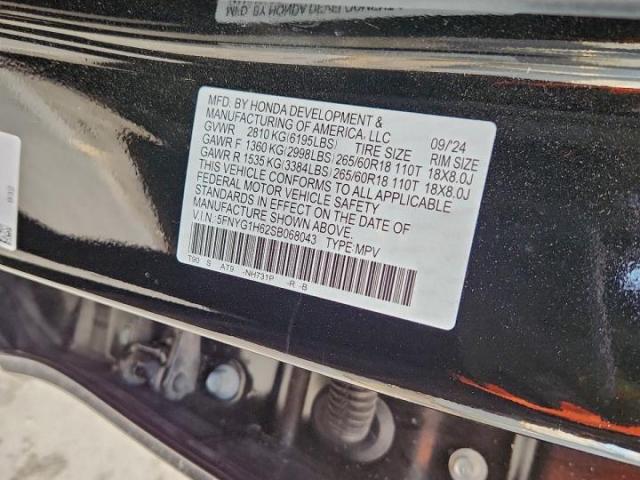 MFD. BY HONDA DEVELOPMENT &
MANUFACTURING OF AMERICA, LLC 09/'24
GVWR 2810 KG(6195LBS) TIRE SIZE RIM SIZE
GAWR F 1360 KG(2998LBS) 265/60R18 110T 18X8.0J
GAWR R 1535 KG(3384LBS) 265/60R18 110T 18X8.0J
THIS VEHICLE CONFORMS TO ALL APPLICABLE
FEDERAL MOTOR VEHICLE SAFETY
STANDARDS IN EFFECT ON THE DATE OF
MANUFACTURE SHOWN ABOVE.
V.I.N: 5FNYG1H62SB068043 TYPE:MPV
T90 S AT9 -NH731P -R -B